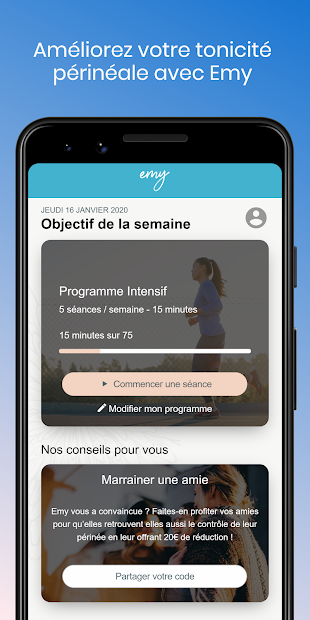 Améliorez votre tonicité
périnéale avec Emy
emy
JEUDI 16 JANVIER 2020
Objectif de la semaine
Programme Intensif
5 séances / semaine - 15 minutes
15 minutes sur 75
Commencer une séance
Modifier mon programme
Nos conseils pour vous
Marrainer une amie
Emy vous a convaincue ? Faites-en profiter vos amies
pour qu'elles retrouvent elles aussi le contrôle de leur
périnée en leur offrant 20€ de réduction !
Partager votre code